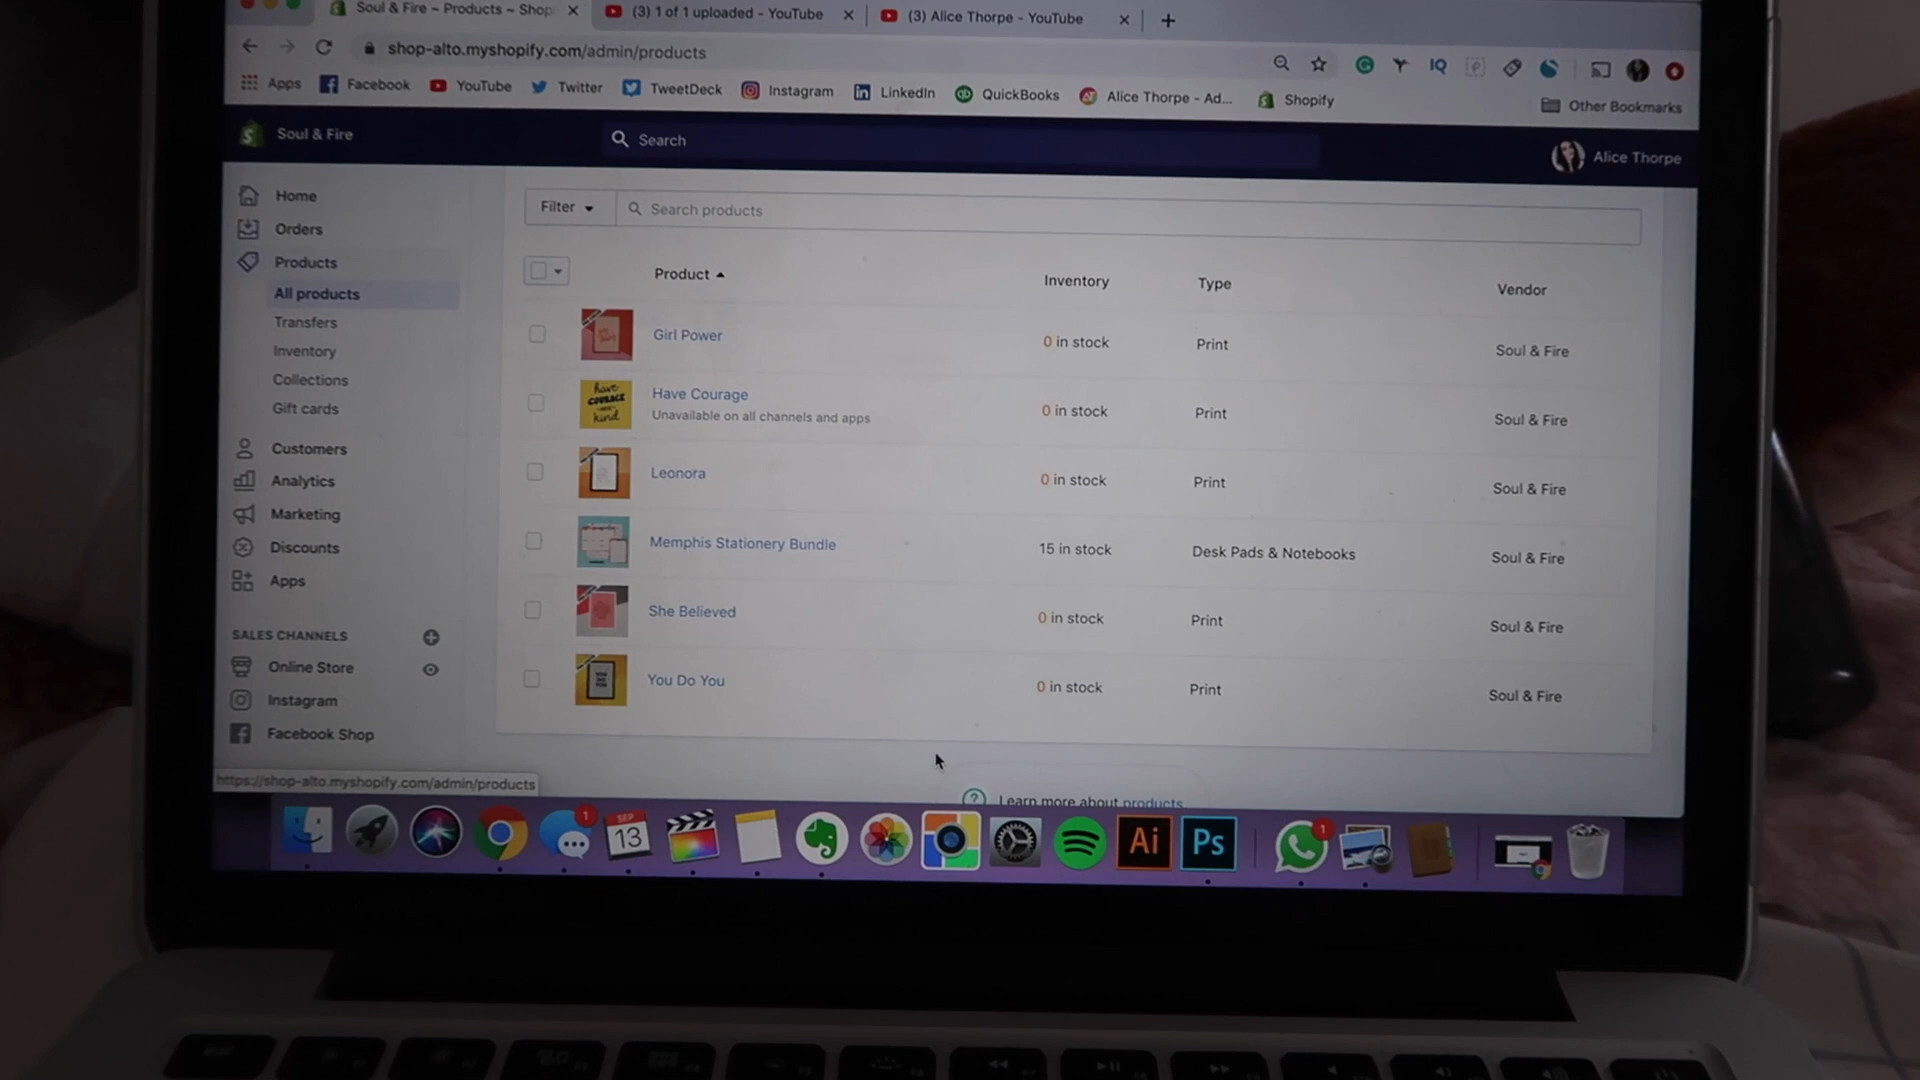 Soul & Fire ~ Products ~ Shop
(3) 1 of 1 uploaded - YouTube
(3) Alice Thorpe - YouTube
shop-alto.myshopify.com/admin/products
Apps Facebook YouTube Twitter TweetDeck Instagram LinkedIn QuickBooks Alice Thorpe - Ad... Shopify Other Bookmarks
IQ
Soul & Fire
Search
Alice Thorpe
Home
Orders
Products
All products
Transfers
Inventory
Collections
Gift cards
Customers
Analytics
Marketing
Discounts
Apps
SALES CHANNELS
Online Store
Instagram
Facebook Shop
https://shop-alto.myshopify.com/admin/products
Filter
Search products
Product Inventory Type Vendor
Girl Power 0 in stock Print Soul & Fire
have COURAGE kind
Have Courage 0 in stock Print Soul & Fire
Unavailable on all channels and apps
Leonora 0 in stock Print Soul & Fire
Memphis Stationery Bundle 15 in stock Desk Pads & Notebooks Soul & Fire
She Believed 0 in stock Print Soul & Fire
You Do You 0 in stock Print Soul & Fire
? Learn more about products
1
SEP
13
Ai
Ps
1